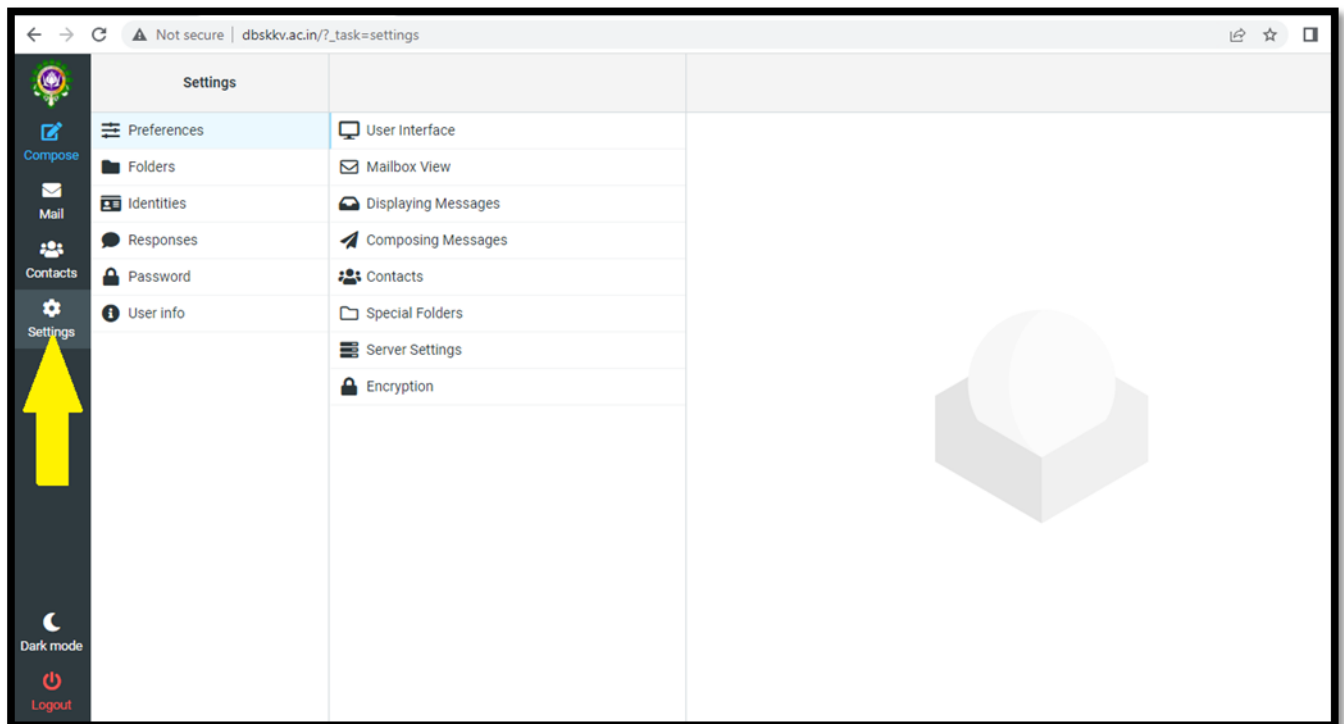 Not secure | dbskkv.ac.in/?_task=settings
Compose
Mail
Contacts
Settings
Dark mode
Logout
Settings
Preferences
Folders
Identities
Responses
Password
User info
User Interface
Mailbox View
Displaying Messages
Composing Messages
Contacts
Special Folders
Server Settings
Encryption